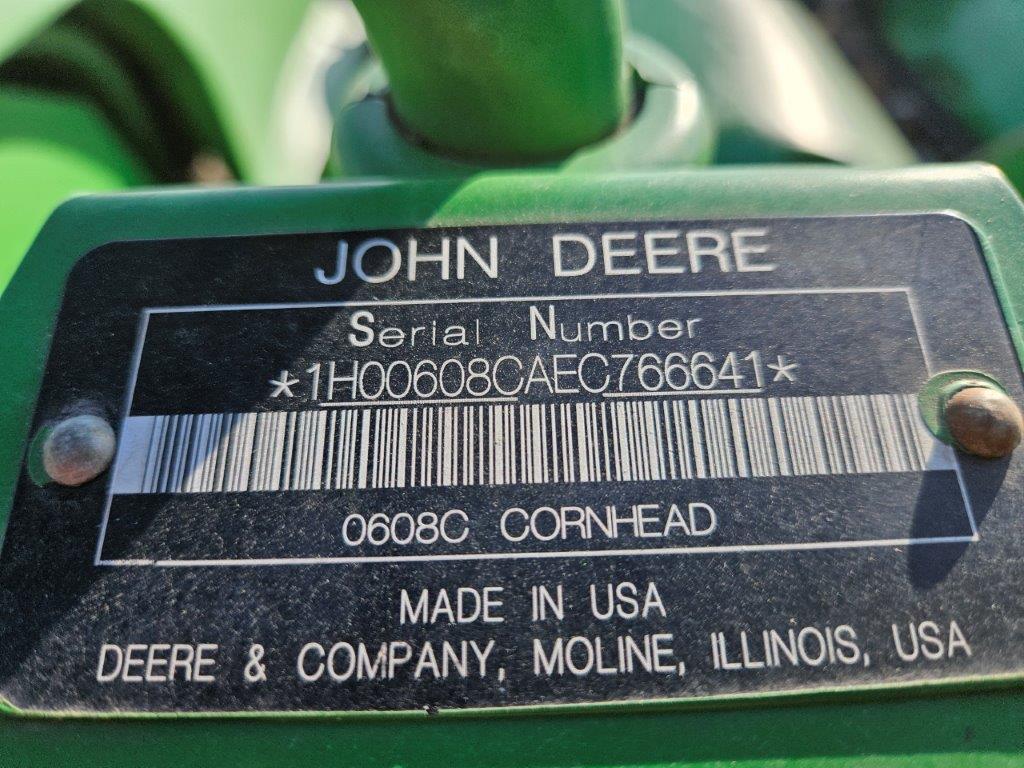 JOHN DEERE
Serial Number
*1H00608CAEC766641*
0608C CORNHEAD
MADE IN USA
DEERE & COMPANY, MOLINE, ILLINOIS, USA